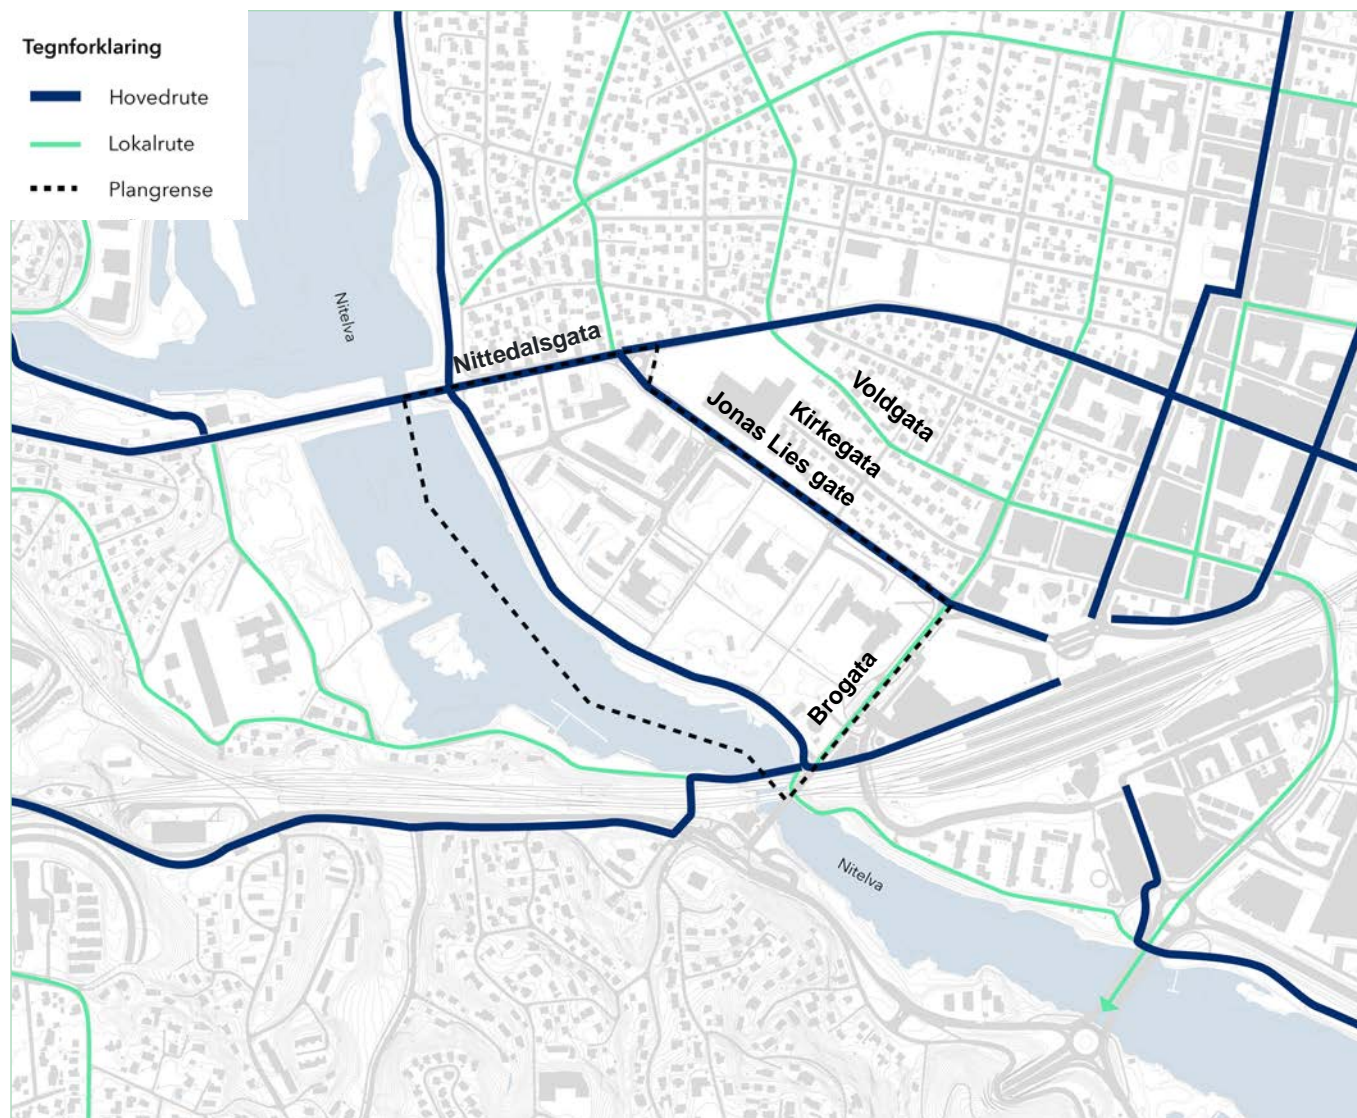 Tegnforklaring
Hovedrute
Lokalrute
Plangrense
Nitelva
Nittedalsgata
Voldgata
Kirkegata
Jonas Lies gate
Brogata
Nitelva